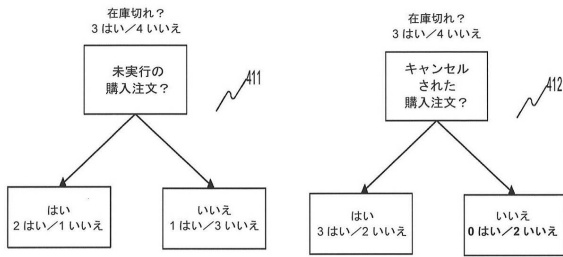 在庫切れ？
3 はい／4 いいえ
未実行の
購入注文？
411
はい
2 はい／1 いいえ
いいえ
1 はい／3 いいえ
在庫切れ？
3 はい／4 いいえ
キャンセル
された
購入注文？
412
はい
3 はい／2 いいえ
いいえ
0 はい／2 いいえ